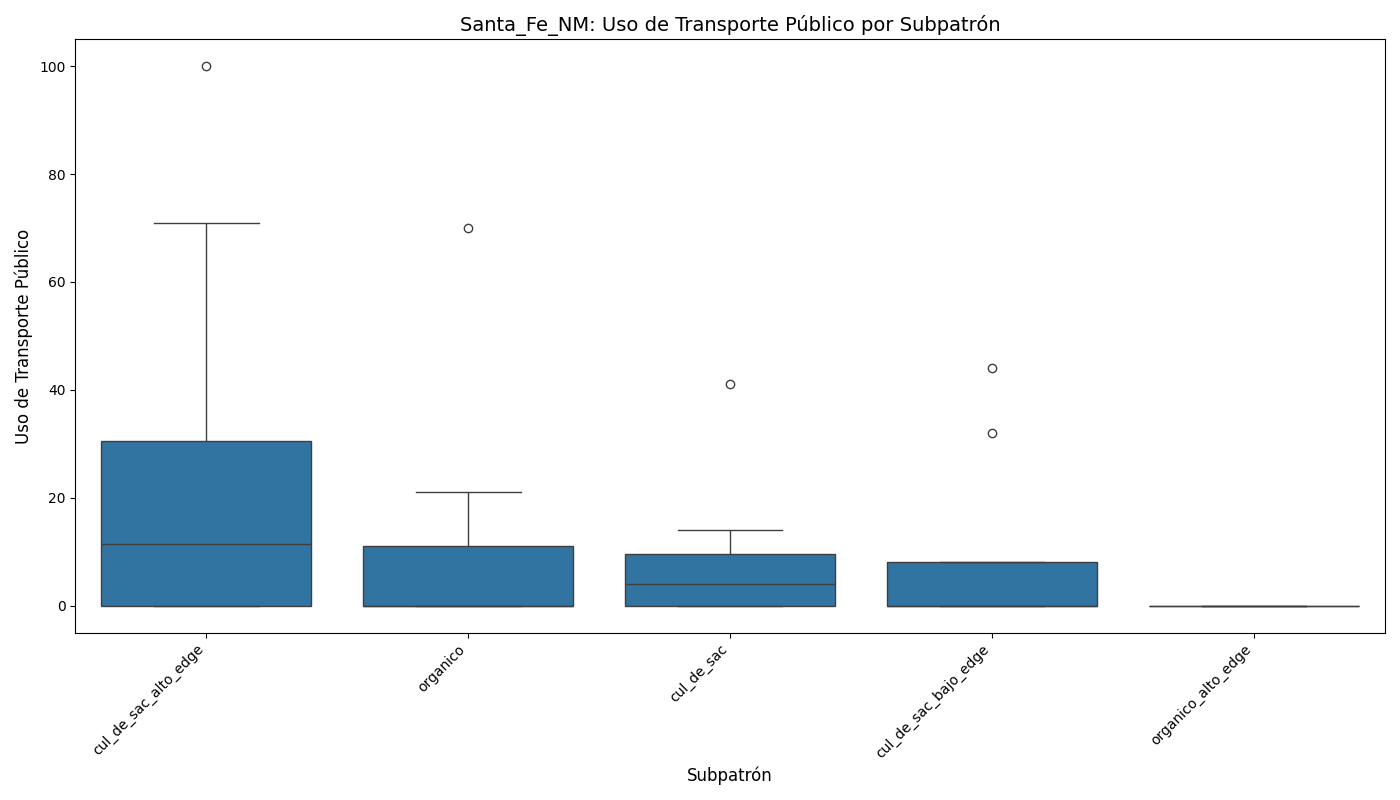 Santa_Fe_NM: Uso de Transporte Público por Subpatrón
Uso de Transporte Público
100
80
60
40
20
0
cul_de_sac_alto_edge
organico
cul_de_sac
cul_de_sac_bajo_edge
organico_alto_edge
Subpatrón